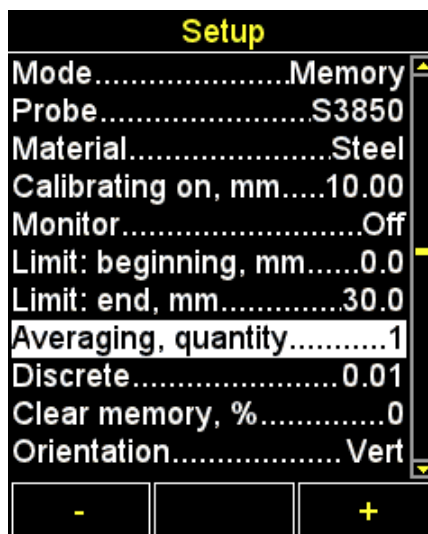 Setup
Mode......................Memory
Probe.......................S3850
Material.....................Steel
Calibrating on, mm.....10.00
Monitor..........................Off
Limit: beginning, mm......0.0
Limit: end, mm.............30.0
Averaging, quantity...........1
Discrete......................0.01
Clear memory, %.............0
Orientation................... Vert
- +